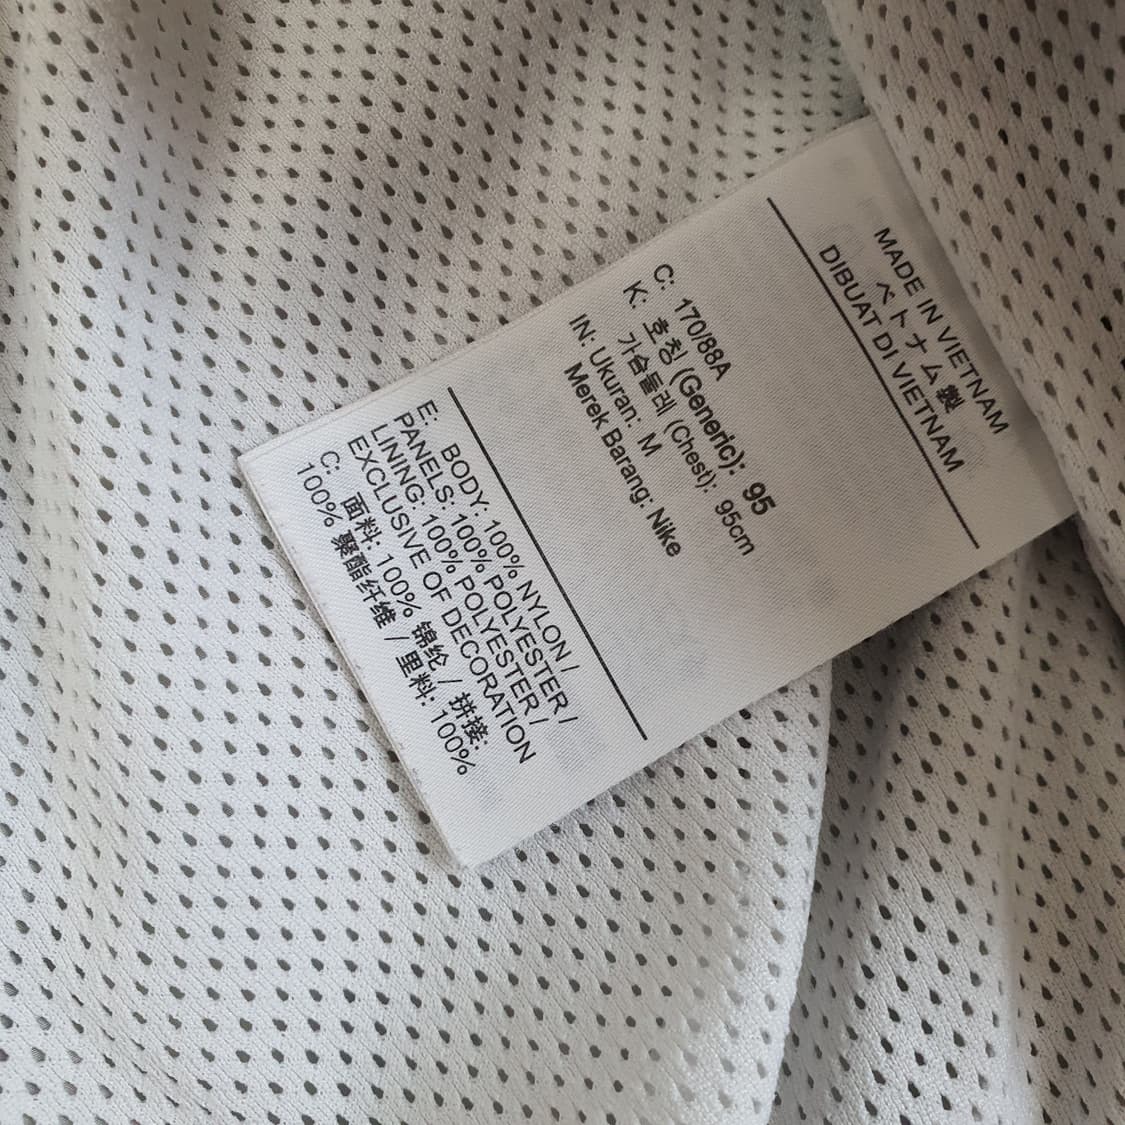 MADE IN VIETNAM
ベトナム製
DIBUAT DI VIETNAM
C: 170/88A
K: 호칭 (Generic): 95
가슴둘레 (Chest): 95cm
IN: Ukuran: M
Merek Barang: Nike
E: BODY: 100% NYLON /
PANELS: 100% POLYESTER /
LINING: 100% POLYESTER /
EXCLUSIVE OF DECORATION
C: 面料: 100% 锦纶 / 拼接:
100% 聚酯纤维 / 里料: 100%